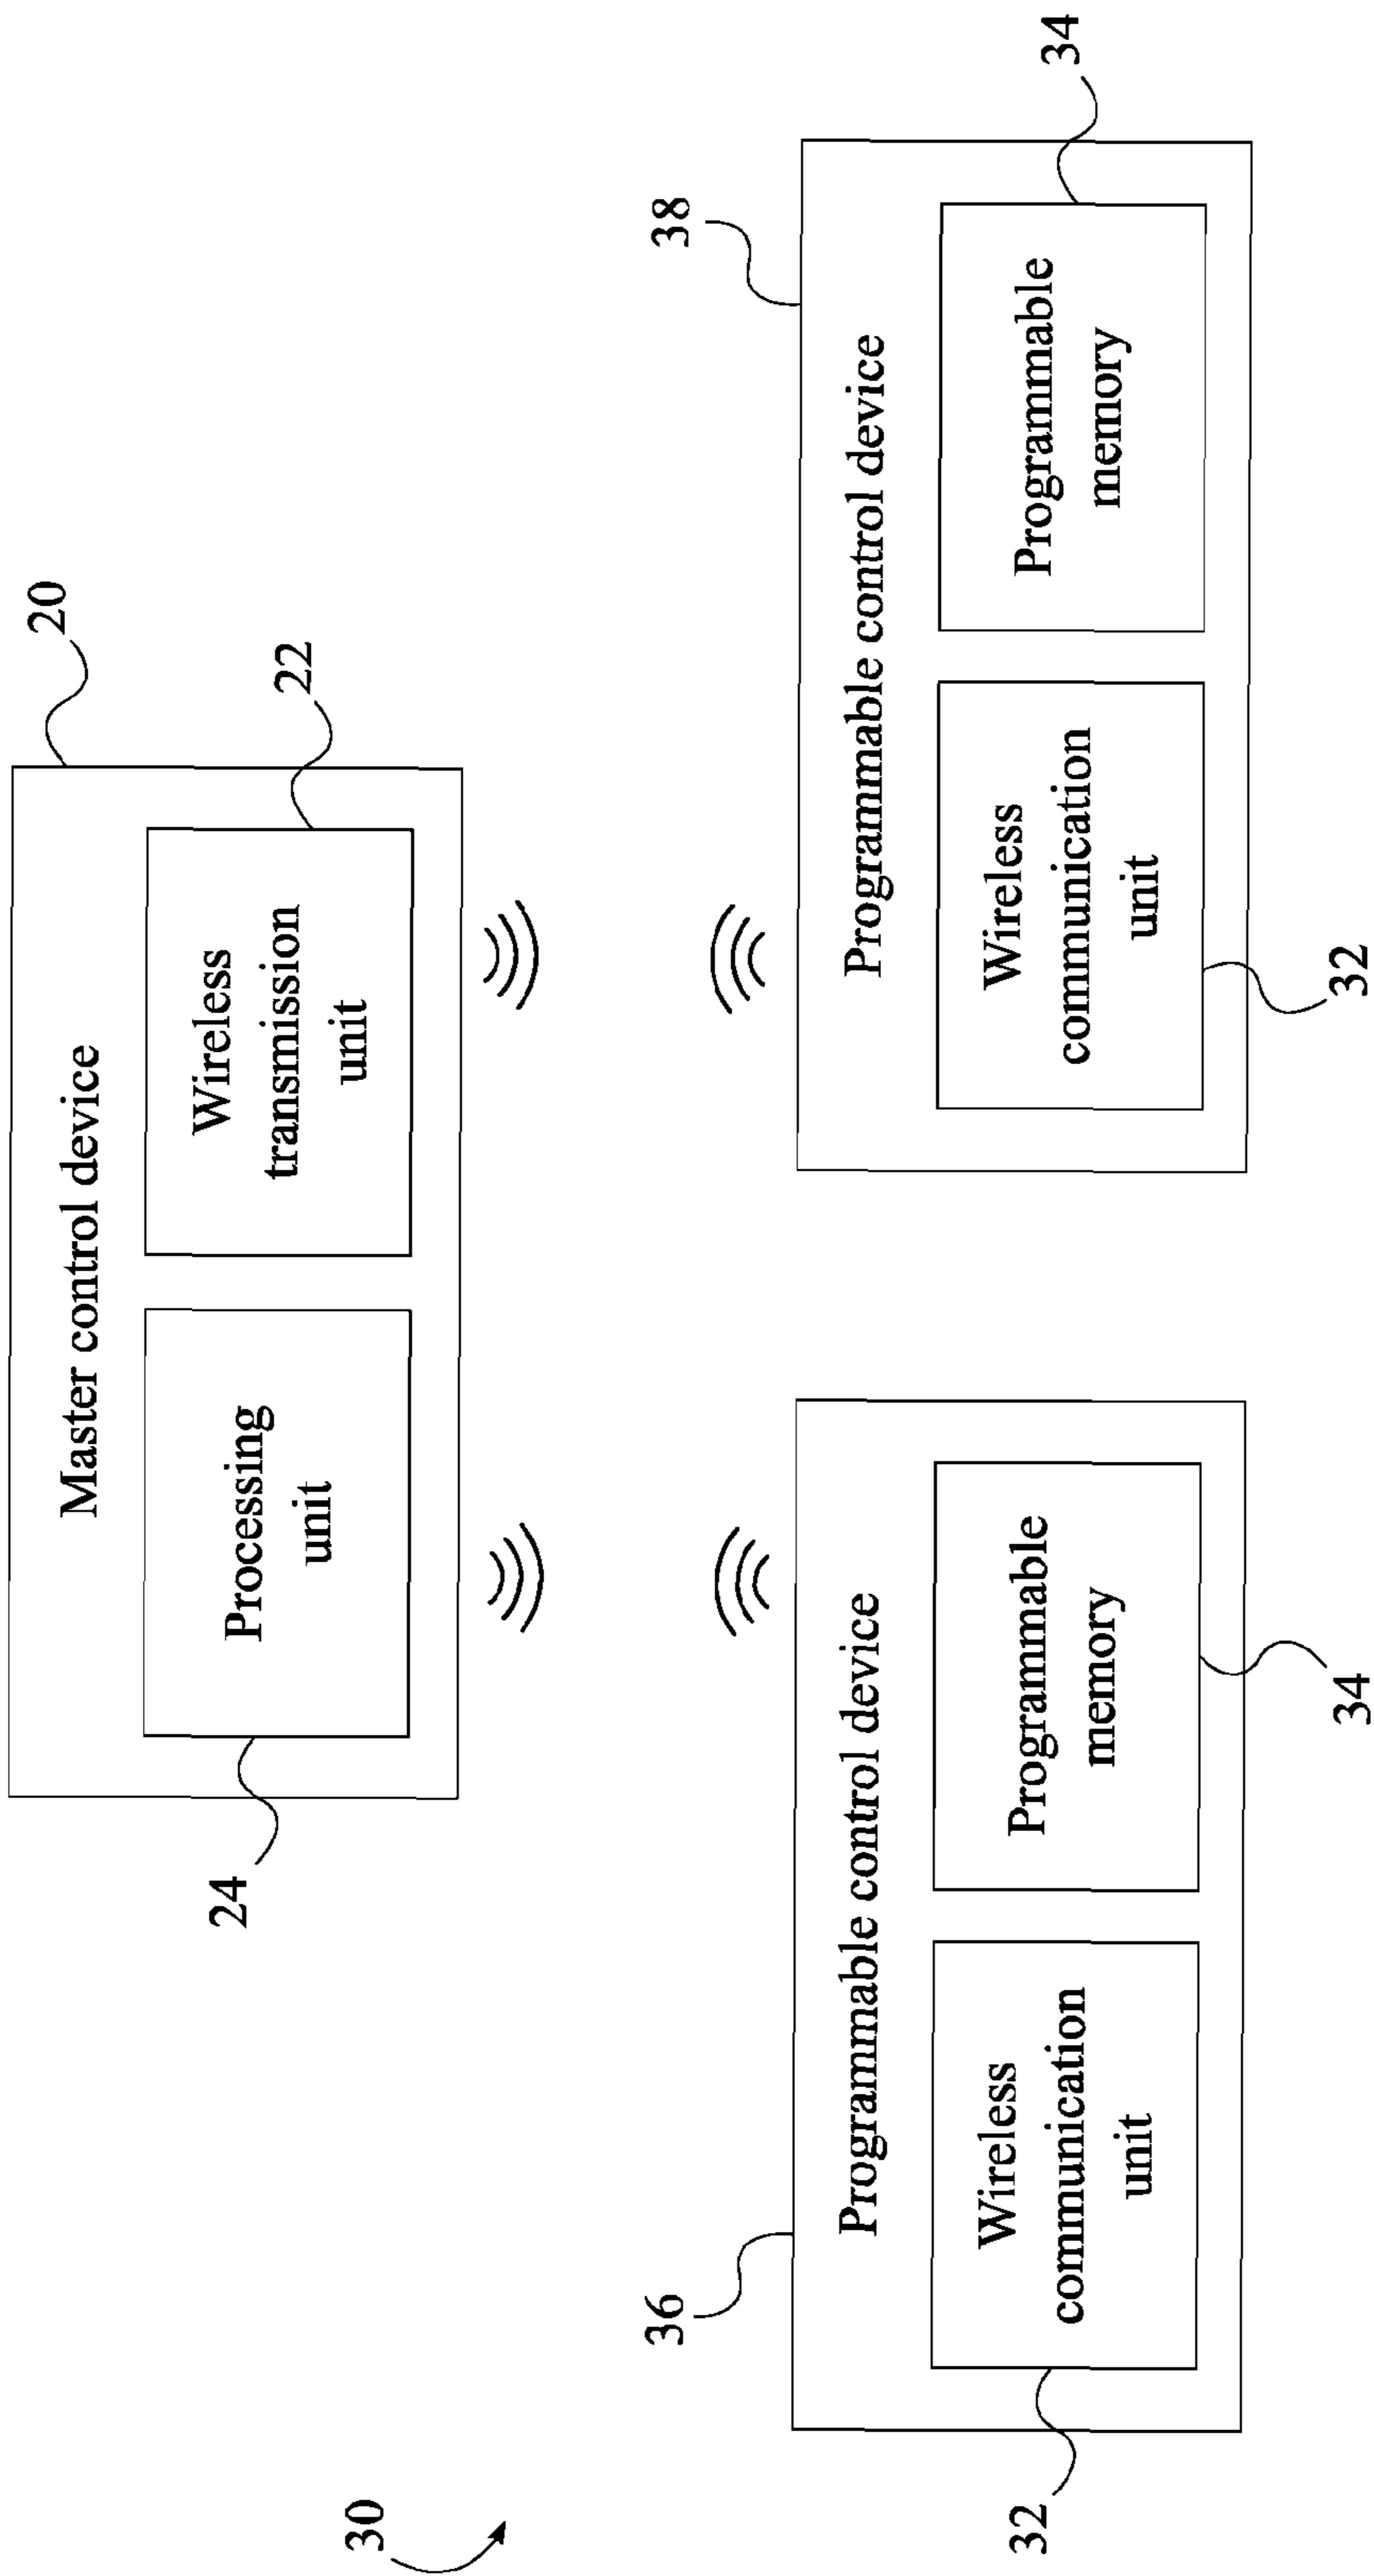 30
20
Master control device
24
Processing
unit
Wireless
transmission
unit
22
36
Programmable control device
32
Wireless
communication
unit
Programmable
memory
34
38
Programmable control device
Wireless
communication
unit
32
Programmable
memory
34